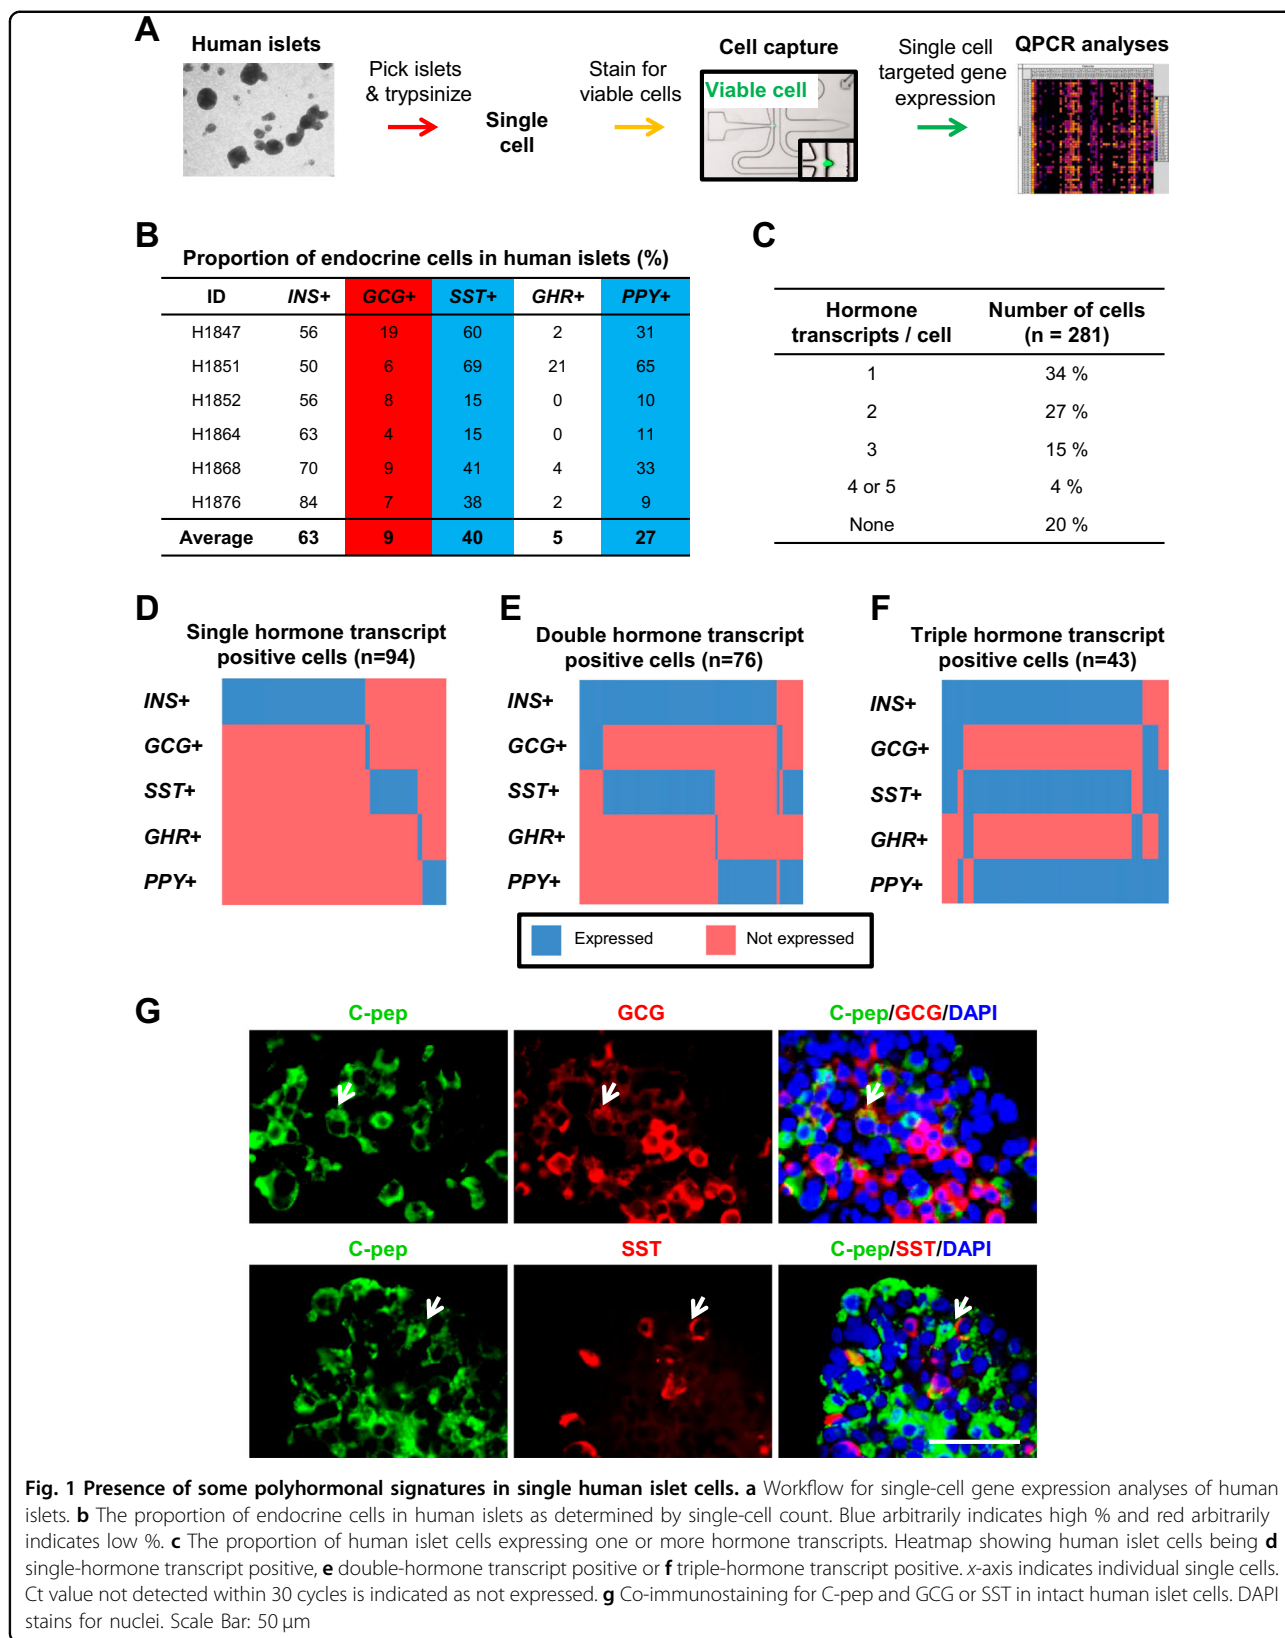 A
Human islets
Pick islets
& trypsinize
Single
cell
Stain for
viable cells
Cell capture
Viable cell
Single cell
targeted gene
expression
QPCR analyses
B
Proportion of endocrine cells in human islets (%)
ID INS+ GCG+ SST+ GHR+ PPY+
H1847 56 19 60 2 31
H1851 50 6 69 21 65
H1852 56 8 15 0 10
H1864 63 4 15 0 11
H1868 70 9 41 4 33
H1876 84 7 38 2 9
Average 63 9 40 5 27
C
Hormone
transcripts / cell
Number of cells
(n = 281)
1 34 %
2 27 %
3 15 %
4 or 5 4 %
None 20 %
D
Single hormone transcript
positive cells (n=94)
INS+
GCG+
SST+
GHR+
PPY+
E
Double hormone transcript
positive cells (n=76)
INS+
GCG+
SST+
GHR+
PPY+
F
Triple hormone transcript
positive cells (n=43)
INS+
GCG+
SST+
GHR+
PPY+
Expressed Not expressed
G
C-pep GCG C-pep/GCG/DAPI
C-pep SST C-pep/SST/DAPI
Fig. 1 Presence of some polyhormonal signatures in single human islet cells. a Workflow for single-cell gene expression analyses of human
islets. b The proportion of endocrine cells in human islets as determined by single-cell count. Blue arbitrarily indicates high % and red arbitrarily
indicates low %. c The proportion of human islet cells expressing one or more hormone transcripts. Heatmap showing human islet cells being d
single-hormone transcript positive, e double-hormone transcript positive or f triple-hormone transcript positive. x-axis indicates individual single cells.
Ct value not detected within 30 cycles is indicated as not expressed. g Co-immunostaining for C-pep and GCG or SST in intact human islet cells. DAPI
stains for nuclei. Scale Bar: 50 µm